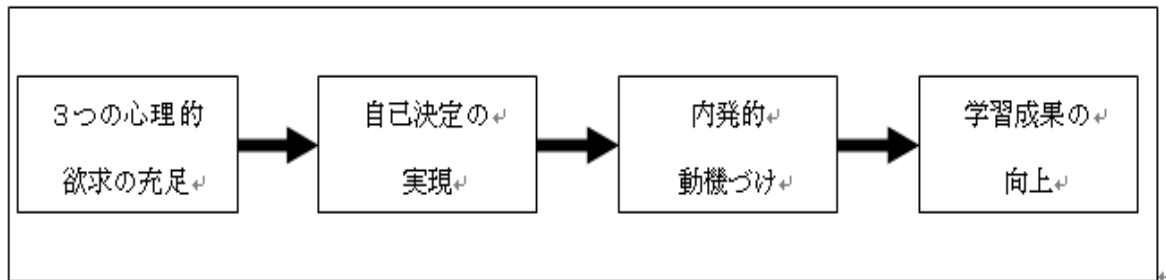 ３つの心理的
欲求の充足
自己決定の
実現
内発的
動機づけ
学習成果の
向上